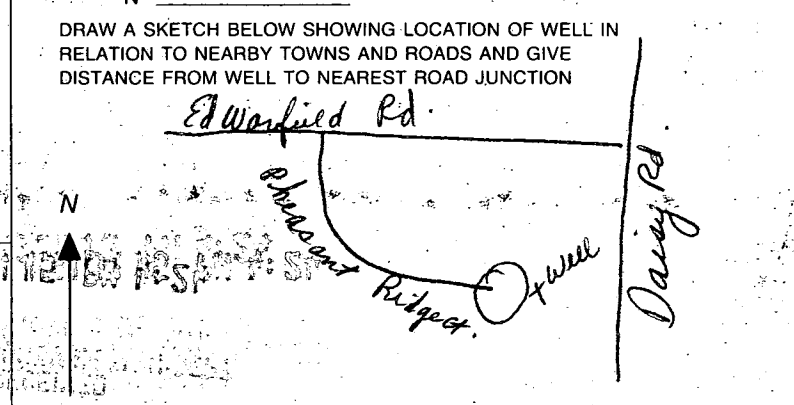 N
DRAW A SKETCH BELOW SHOWING LOCATION OF WELL IN
RELATION TO NEARBY TOWNS AND ROADS AND GIVE
DISTANCE FROM WELL TO NEAREST ROAD JUNCTION
Ed Warfield Rd.
Daisy Rd.
Pheasant Ridge ct.
+ well
N